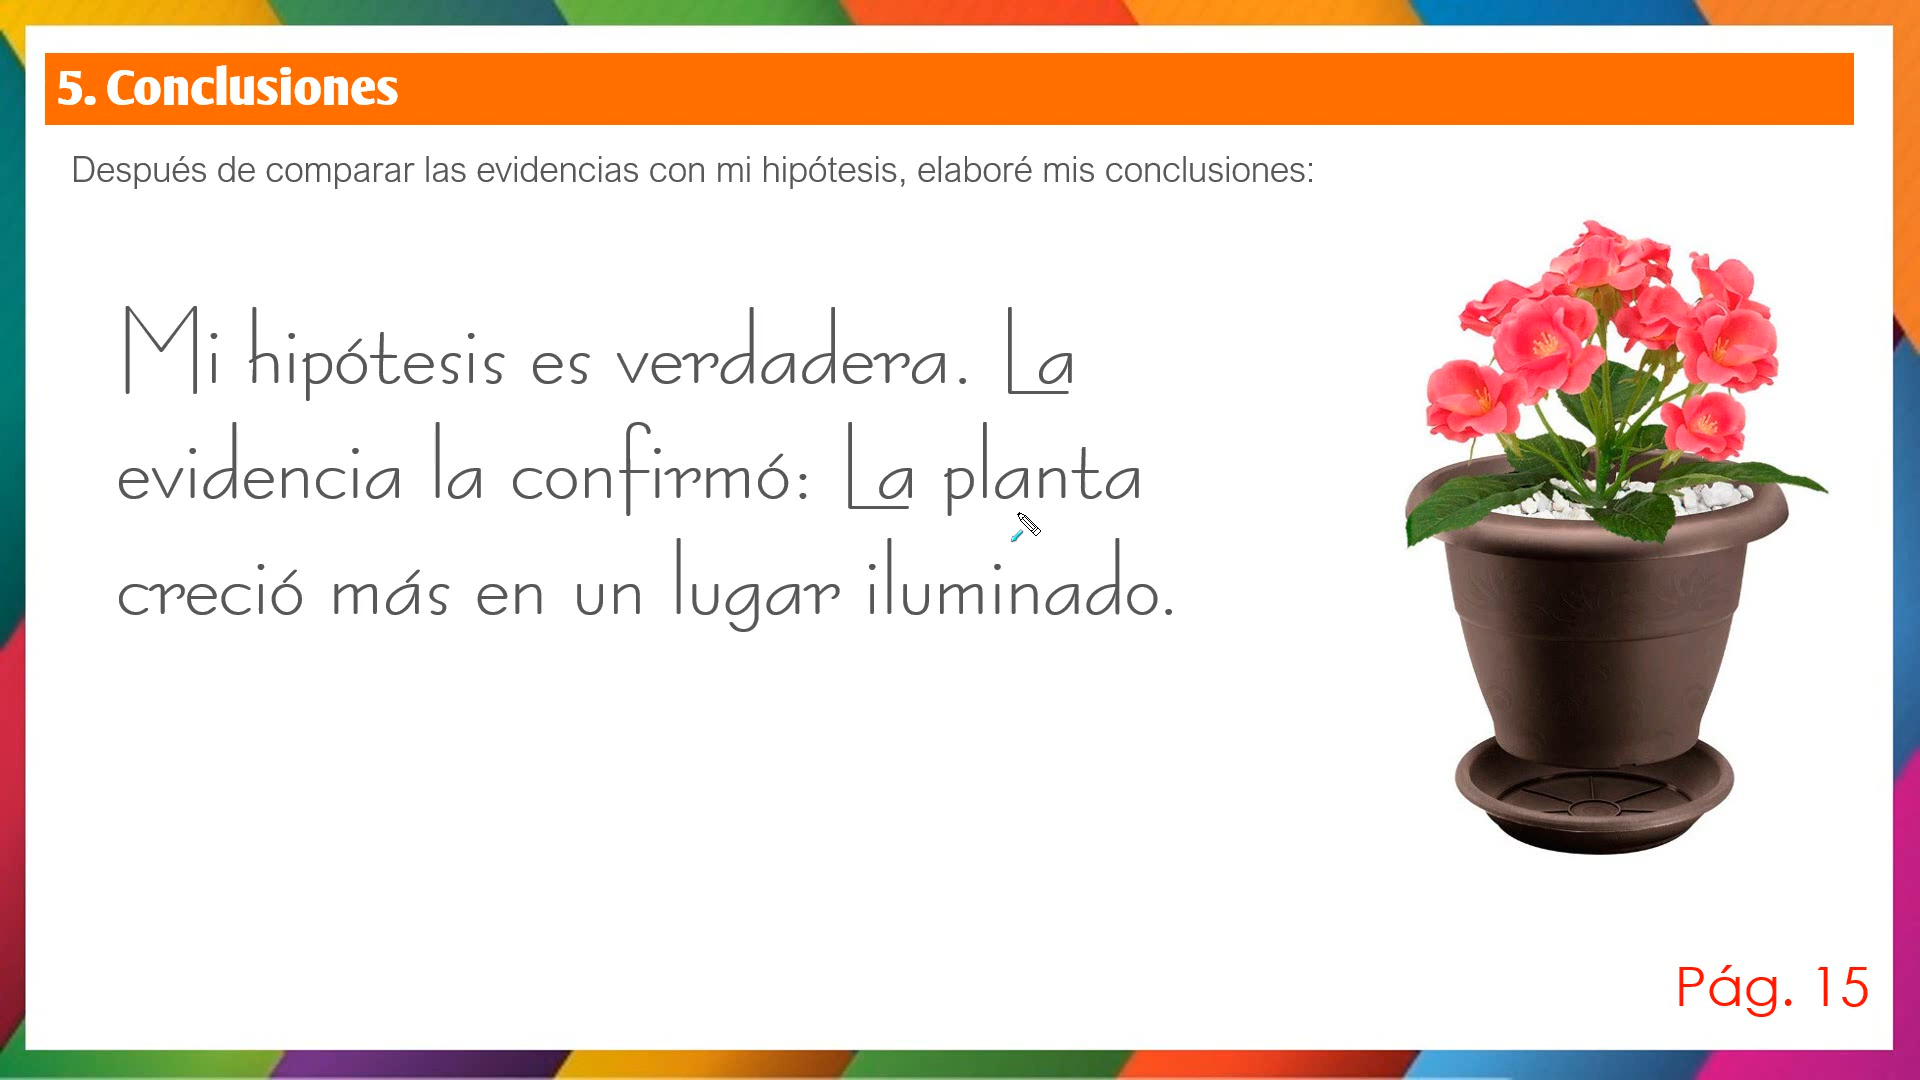 5. Conclusiones
Después de comparar las evidencias con mi hipótesis, elaboré mis conclusiones:
Mi hipótesis es verdadera. La
evidencia la confirmó: La planta
creció más en un lugar iluminado.
Pág. 15